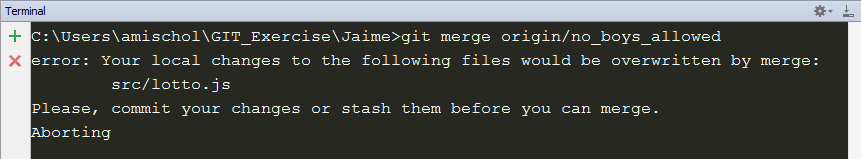 Terminal
C:\Users\amischol\GIT_Exercise\Jaime>git merge origin/no_boys_allowed
error: Your local changes to the following files would be overwritten by merge:
        src/lotto.js
Please, commit your changes or stash them before you can merge.
Aborting